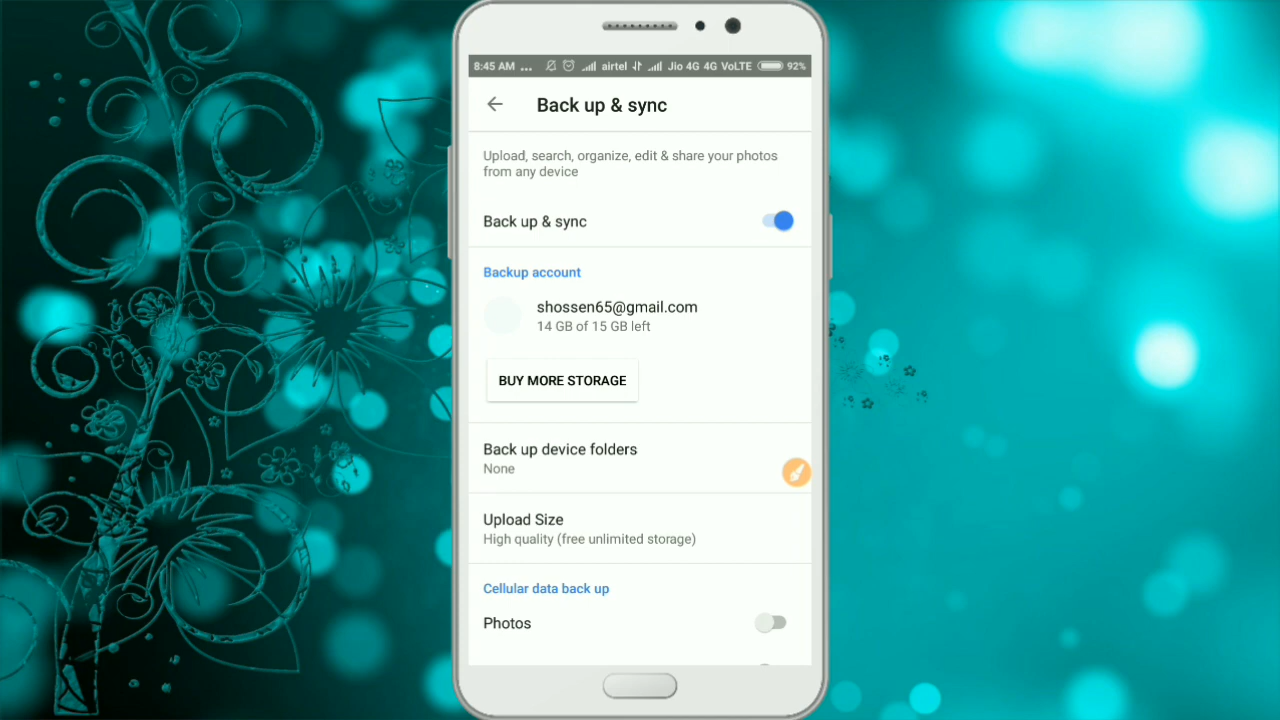 8:45 AM ... airtel Jio 4G 4G VoLTE 92%
Back up & sync
Upload, search, organize, edit & share your photos
from any device
Back up & sync
Backup account
shossen65@gmail.com
14 GB of 15 GB left
BUY MORE STORAGE
Back up device folders
None
Upload Size
High quality (free unlimited storage)
Cellular data back up
Photos